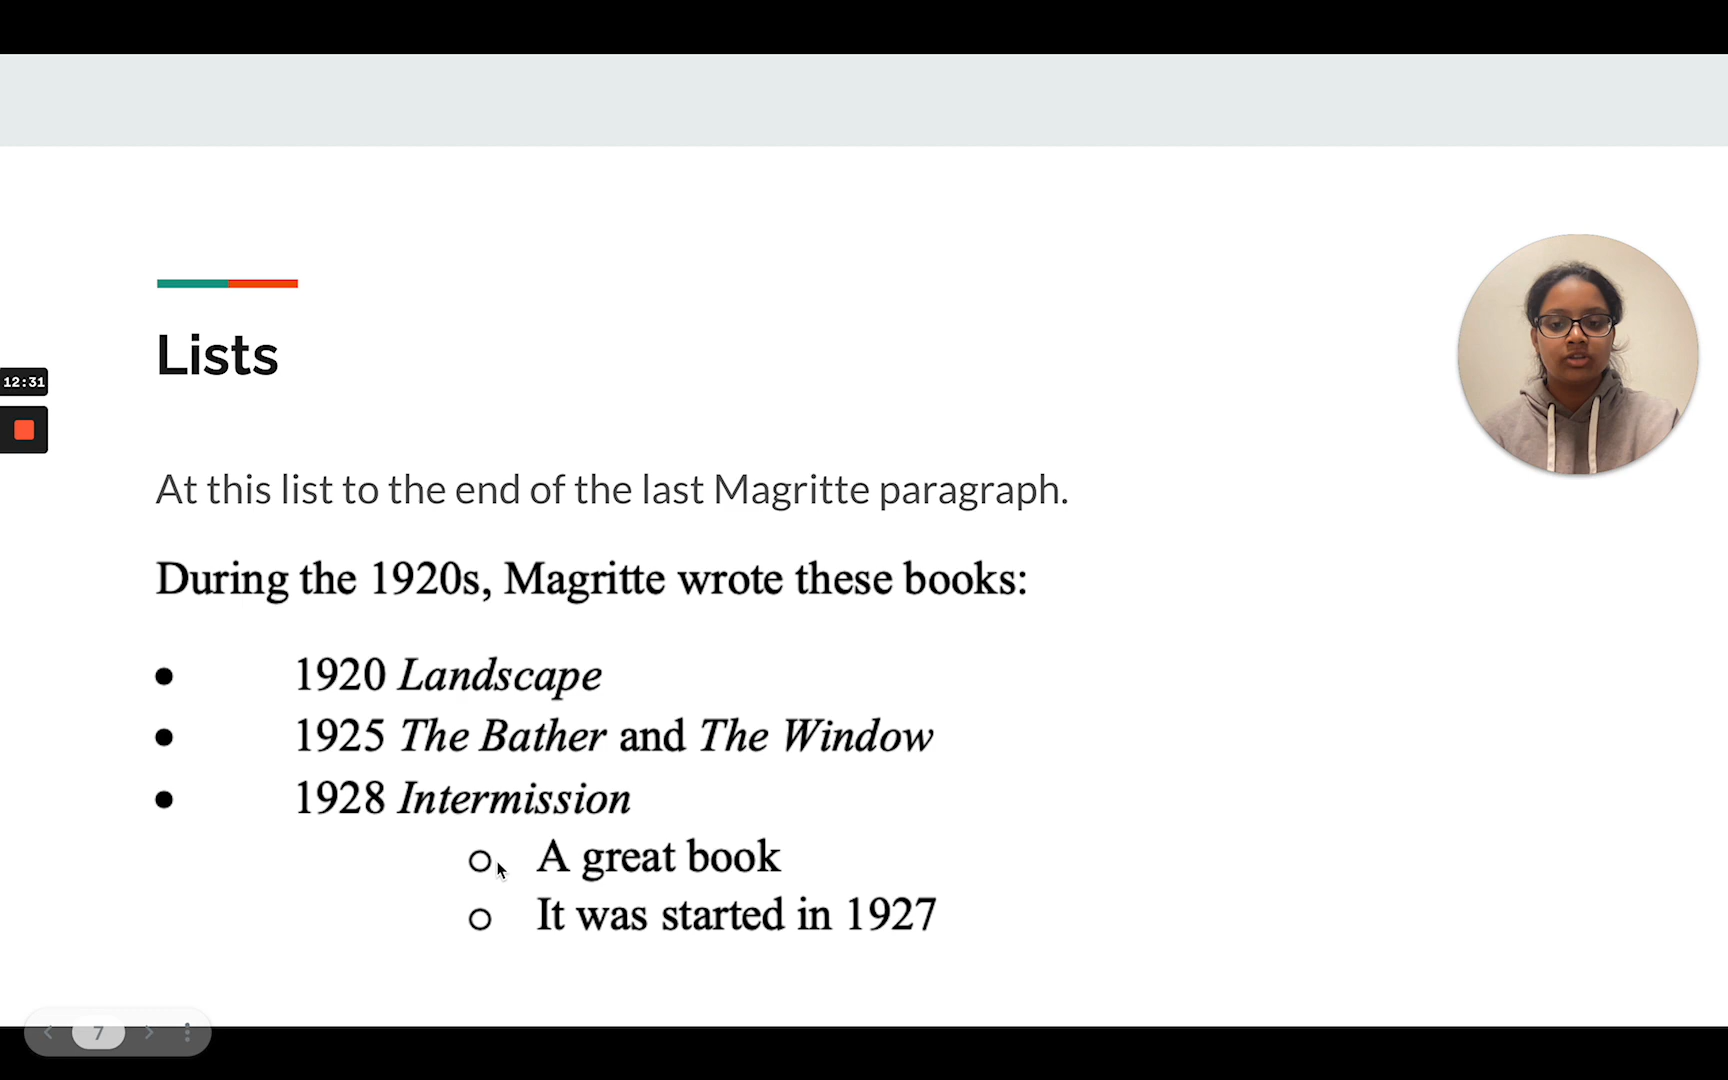 Lists
12:31
At this list to the end of the last Magritte paragraph.
During the 1920s, Magritte wrote these books:
● 1920 Landscape
● 1925 The Bather and The Window
● 1928 Intermission
○ A great book
○ It was started in 1927
7